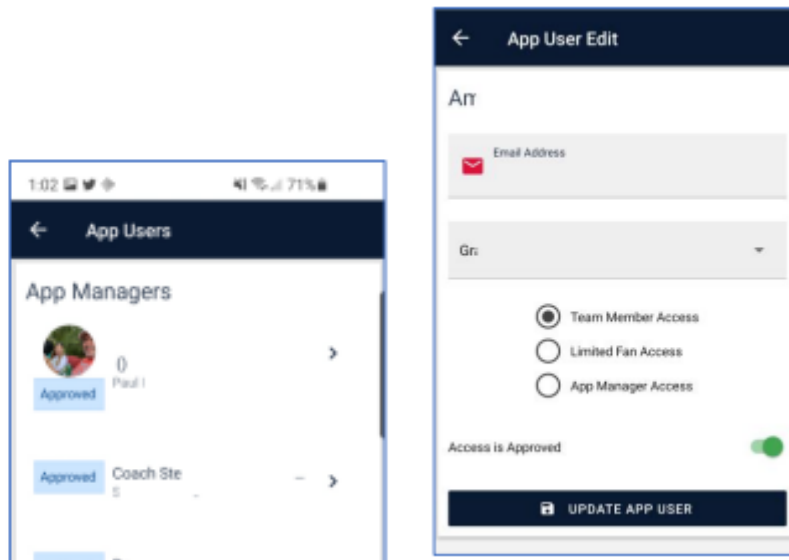 1:02 71%
App Users
App Managers
()
Paul I
Approved
Approved Coach Ste
S
App User Edit
Email Address
Team Member Access
Limited Fan Access
App Manager Access
Access is Approved
UPDATE APP USER